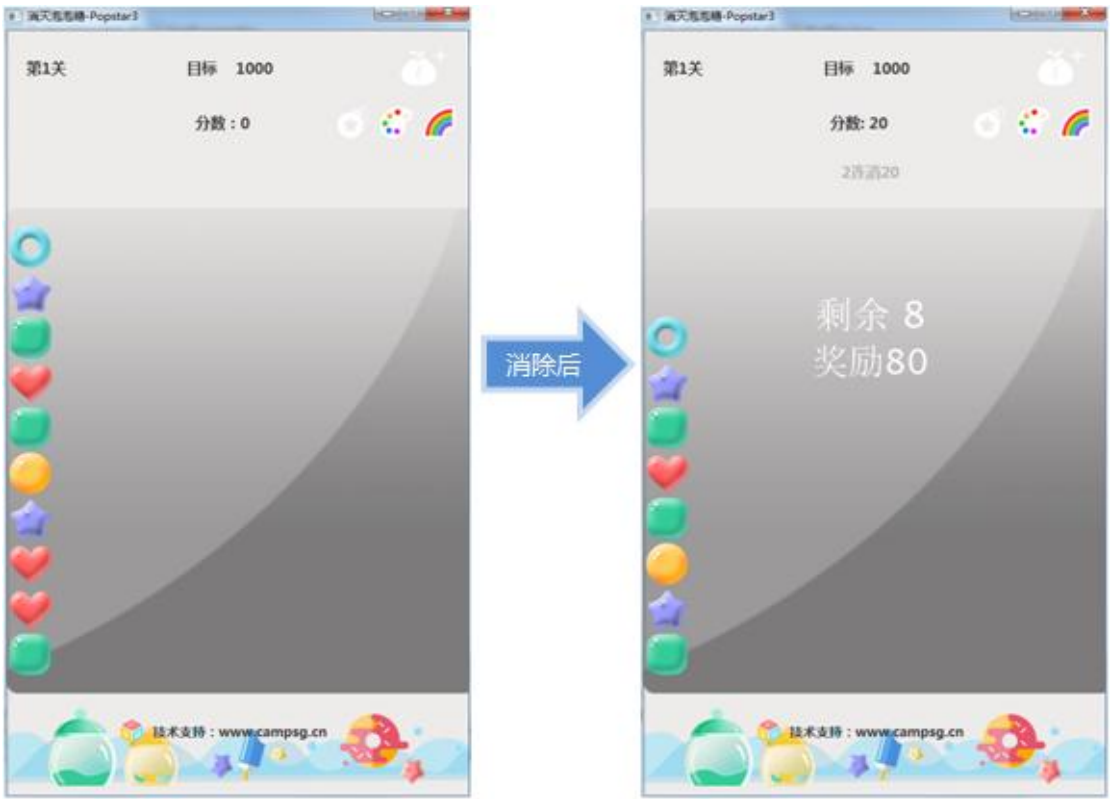 消灭泡泡糖-Popstar3
第1关
目标 1000
分数：0
技术支持：www.campsg.cn
消除后
消灭泡泡糖-Popstar3
第1关
目标 1000
分数: 20
2连消20
剩余 8
奖励80
技术支持：www.campsg.cn